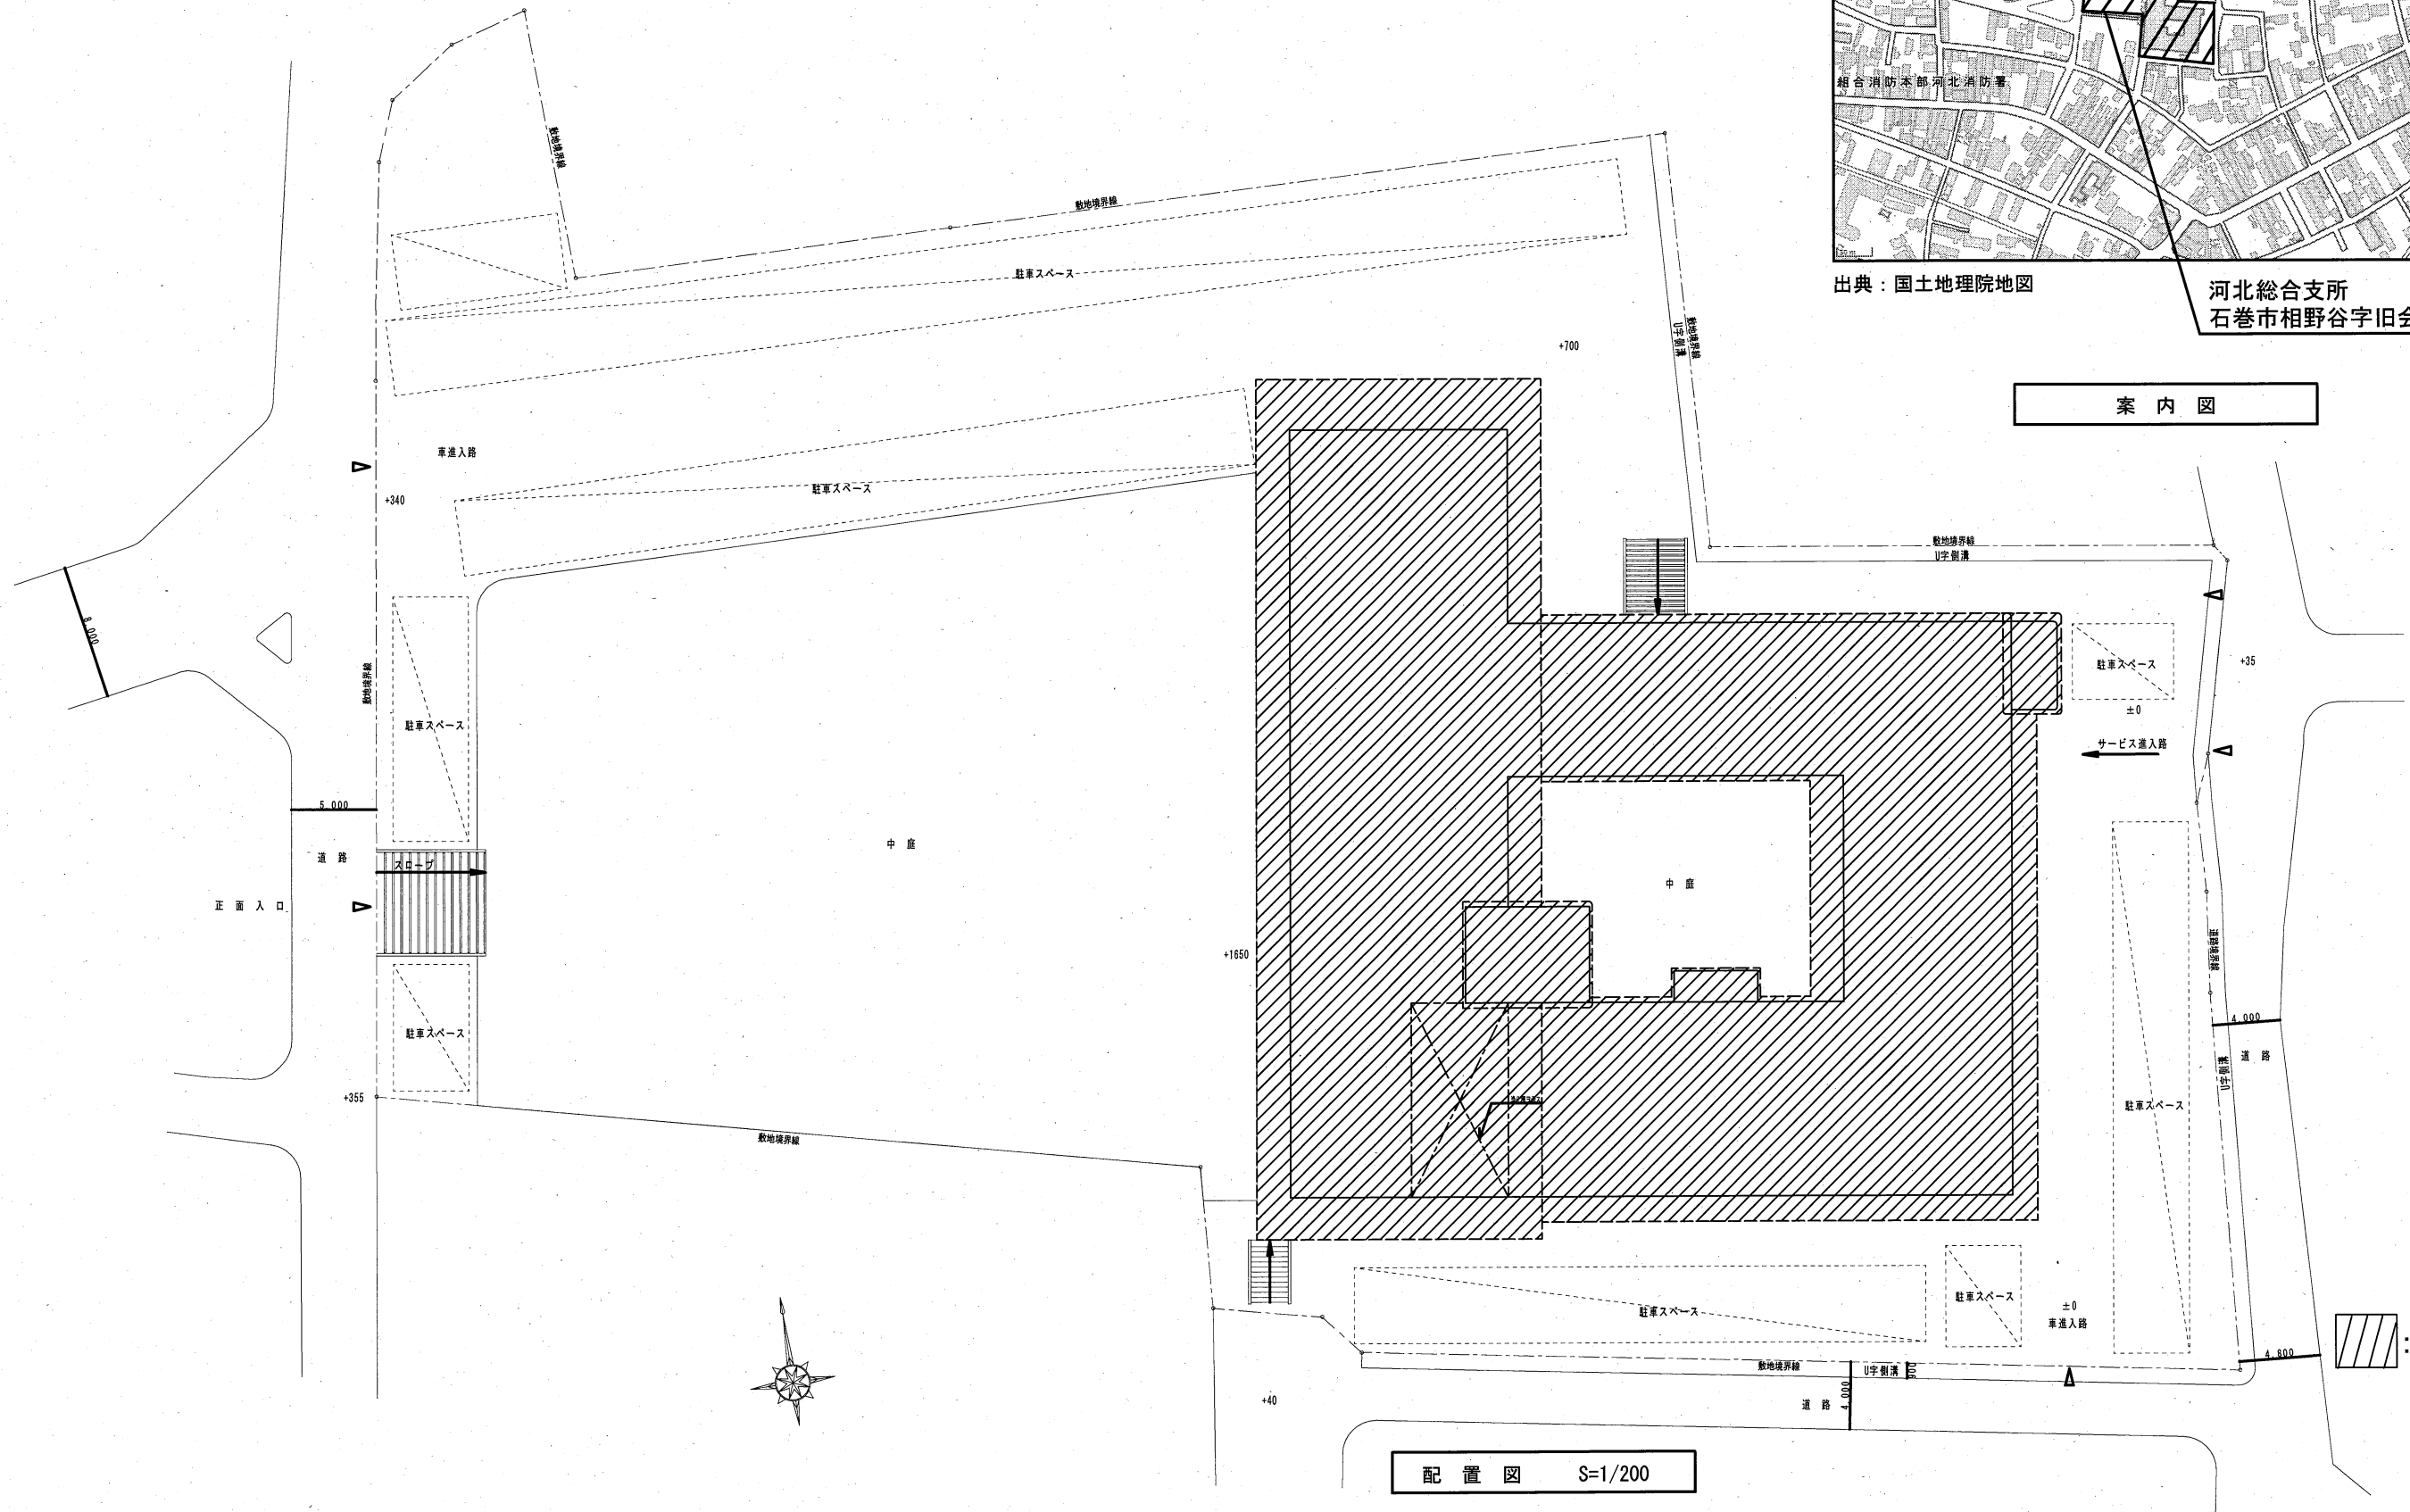 組合消防本部河北消防署
出典：国土地理院地図
河北総合支所
石巻市相野谷字旧会
案内図
敷地境界線
敷地境界線
駐車スペース
+700
敷地境界線
U字側溝
車進入路
+340
駐車スペース
敷地境界線
U字側溝
8,000
敷地境界線
駐車スペース
駐車スペース
+35
±0
サービス進入路
5,000
道路
スロープ
正面入口
中庭
中庭
+1650
道路境界線
駐車スペース
4,000
道路
U字側溝
+355
敷地境界線
駐車スペース
駐車スペース
駐車スペース
±0
車進入路
4,800
敷地境界線
U字側溝
道路
4,000
+40
：
配置図 S=1/200